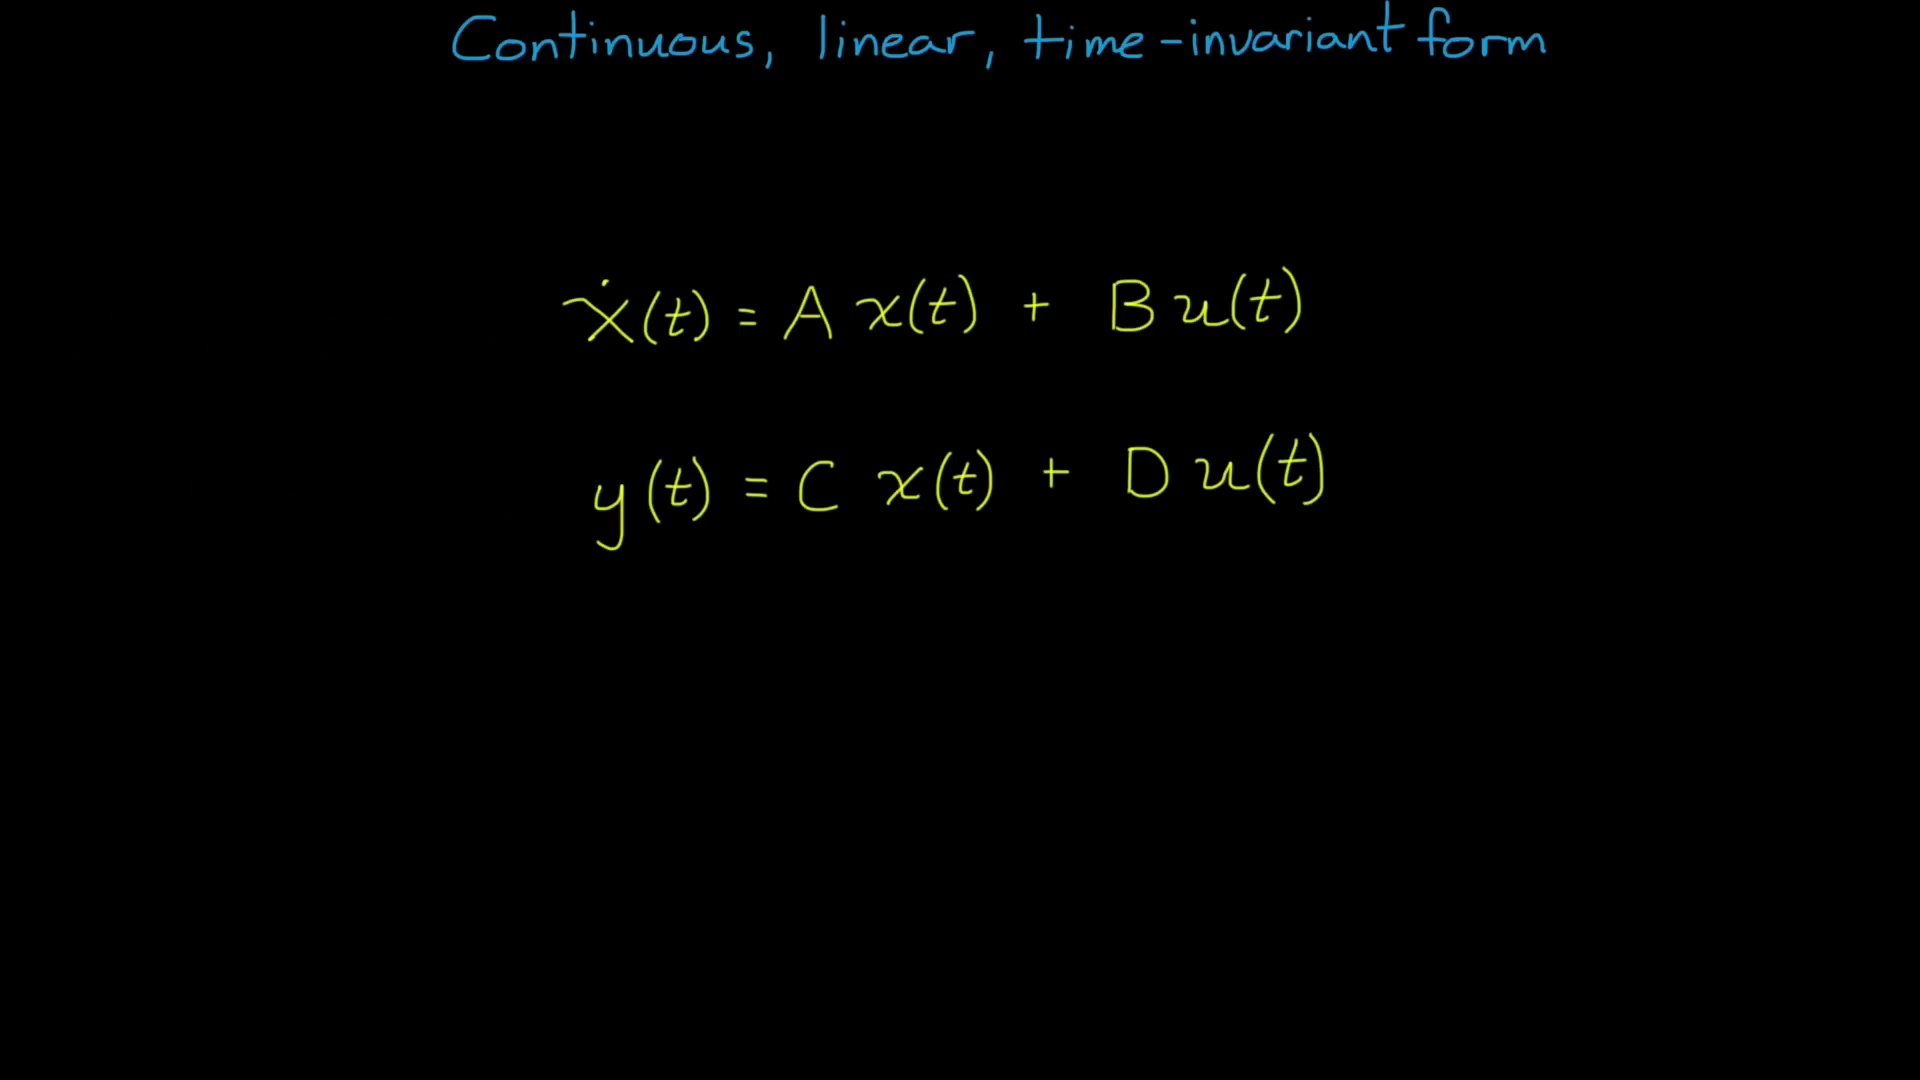 Continuous, linear, time-invariant form
ẋ(t) = A x(t) + B u(t)
y(t) = C x(t) + D u(t)